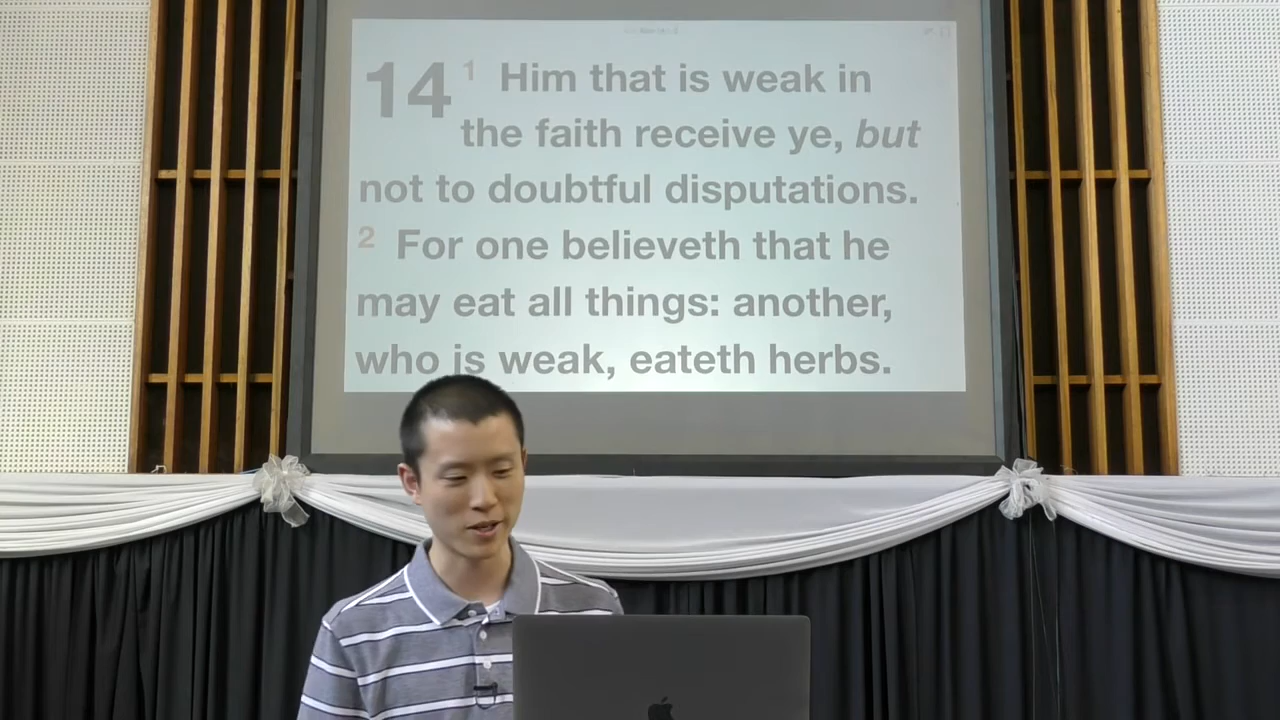 14 1 Him that is weak in
the faith receive ye, but
not to doubtful disputations.
2 For one believeth that he
may eat all things: another,
who is weak, eateth herbs.